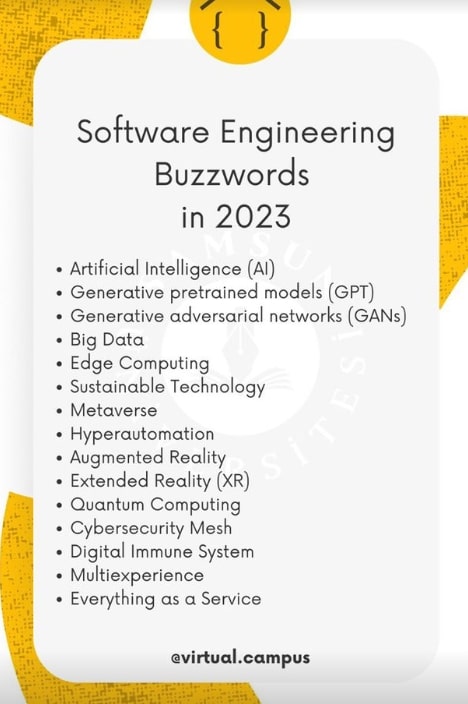 { }
Software Engineering
Buzzwords
in 2023
• Artificial Intelligence (AI)
• Generative pretrained models (GPT)
• Generative adversarial networks (GANs)
• Big Data
• Edge Computing
• Sustainable Technology
• Metaverse
• Hyperautomation
• Augmented Reality
• Extended Reality (XR)
• Quantum Computing
• Cybersecurity Mesh
• Digital Immune System
• Multiexperience
• Everything as a Service
@virtual.campus